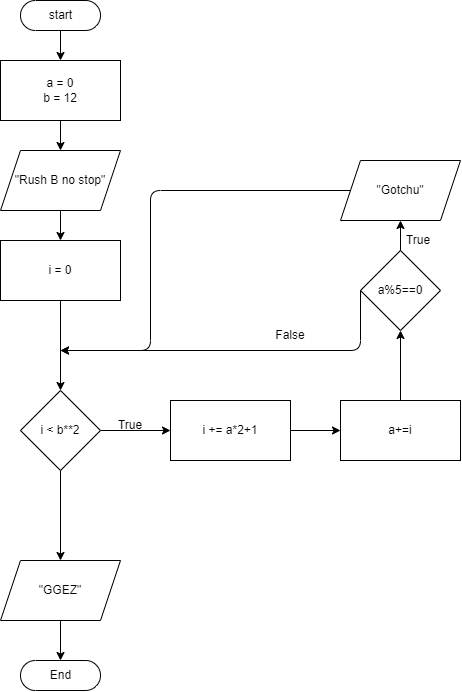 start
a = 0
b = 12
"Rush B no stop"
i = 0
i < b**2
True
i += a*2+1
a+=i
a%5==0
True
"Gotchu"
False
"GGEZ"
End